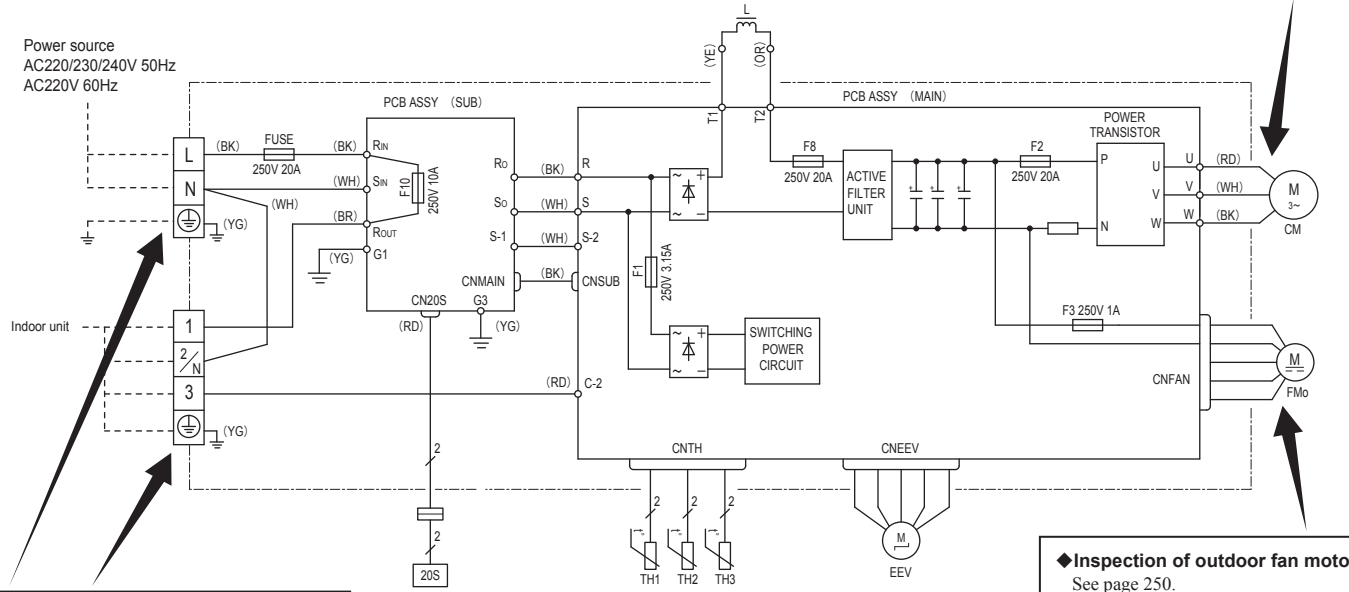 Power source
AC220/230/240V 50Hz
AC220V 60Hz
L
(YE)
(OR)
PCB ASSY (SUB)
PCB ASSY (MAIN)
T1
T2
L
(BK)
FUSE
250V 20A
(BK)
RIN
F10
250V 10A
RO
(BK)
R
F8
250V 20A
ACTIVE
FILTER
UNIT
F2
250V 20A
POWER
TRANSISTOR
P
N
U
V
W
U
(RD)
V
(WH)
W
(BK)
M
3~
CM
N
(WH)
SIN
SO
(WH)
S
(WH)
(YG)
(BR)
ROUT
S-1
(WH)
S-2
(YG)
G1
CNMAIN
(BK)
CNSUB
F1
250V 3.15A
CN20S
G3
(RD)
(YG)
~
+
~
−
~
+
~
−
SWITCHING
POWER
CIRCUIT
F3 250V 1A
CNFAN
M
FMo
Indoor unit
1
2/N
3
(RD)
C-2
(YG)
CNTH
CNEEV
2
2
2
2
2
20S
TH1
TH2
TH3
M
EEV
◆Inspection of outdoor fan moto
See page 250.